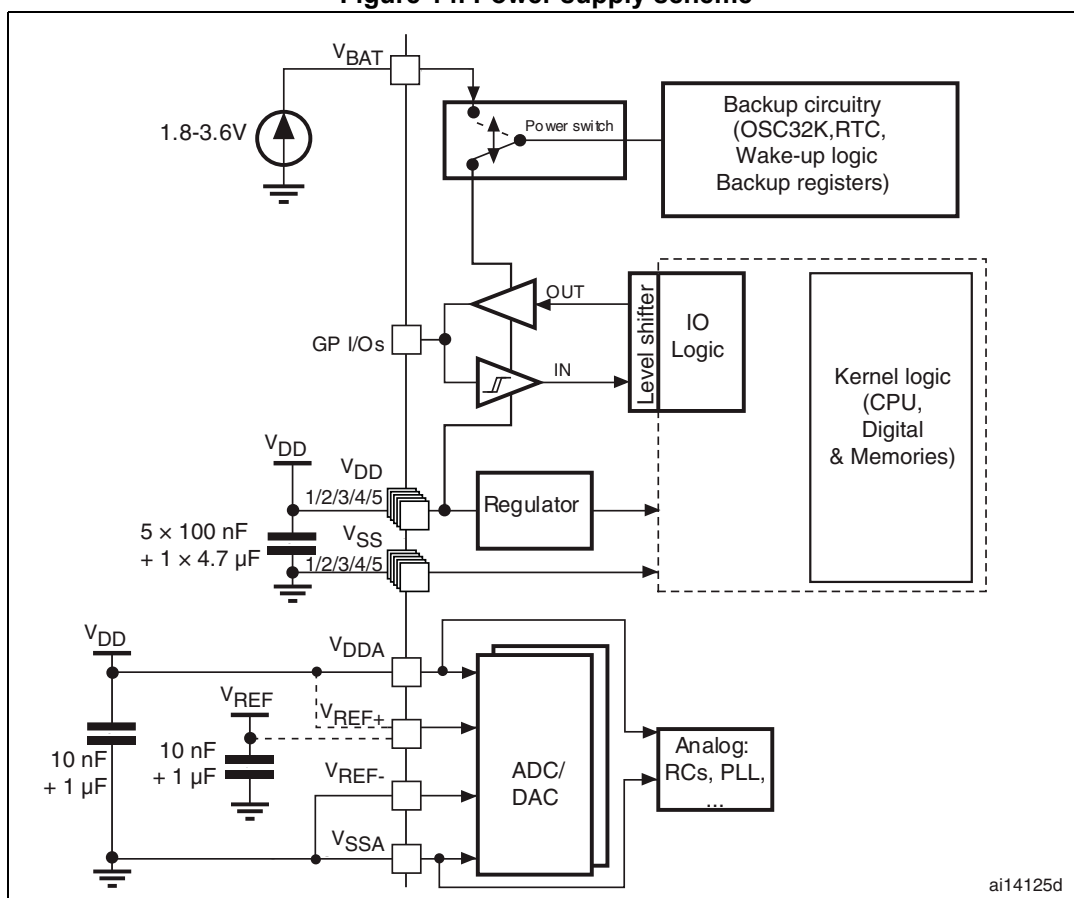 Figure 14. Power supply scheme
VBAT
1.8-3.6V
Power switch
Backup circuitry
(OSC32K,RTC,
Wake-up logic
Backup registers)
OUT
GP I/Os
IN
Level shifter
IO
Logic
Kernel logic
(CPU,
Digital
& Memories)
VDD
VDD
1/2/3/4/5
Regulator
5 × 100 nF
+ 1 × 4.7 µF
VSS
1/2/3/4/5
VDD
VDDA
VREF
VREF+
10 nF
+ 1 µF
10 nF
+ 1 µF
VREF-
VSSA
ADC/
DAC
Analog:
RCs, PLL,
...
ai14125d